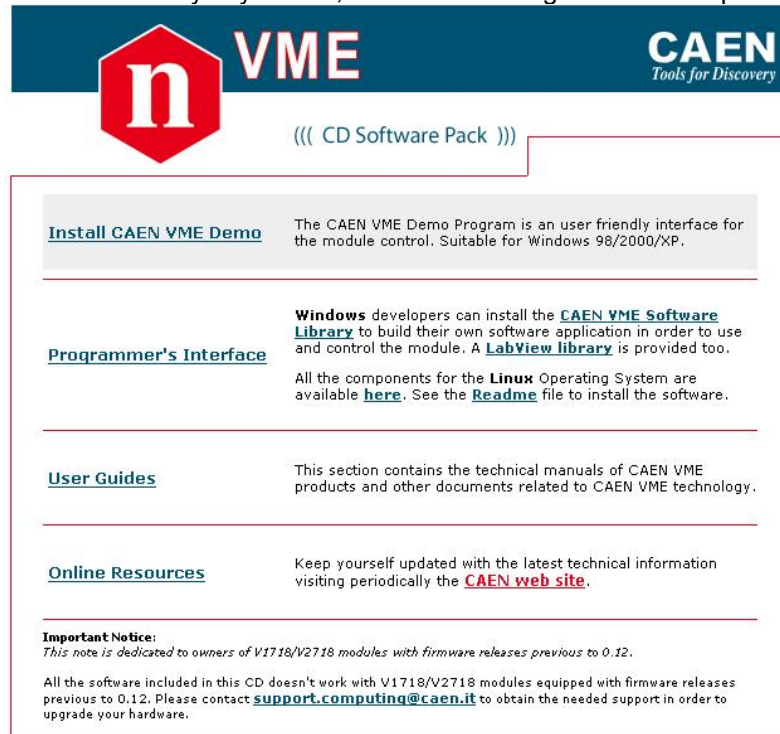 n VME
CAEN
Tools for Discovery
((( CD Software Pack )))
Install CAEN VME Demo
The CAEN VME Demo Program is an user friendly interface for
the module control. Suitable for Windows 98/2000/XP.
Programmer's Interface
Windows developers can install the CAEN VME Software
Library to build their own software application in order to use
and control the module. A LabView library is provided too.
All the components for the Linux Operating System are
available here. See the Readme file to install the software.
User Guides
This section contains the technical manuals of CAEN VME
products and other documents related to CAEN VME technology.
Online Resources
Keep yourself updated with the latest technical information
visiting periodically the CAEN web site.
Important Notice:
This note is dedicated to owners of V1718/V2718 modules with firmware releases previous to 0.12.
All the software included in this CD doesn't work with V1718/V2718 modules equipped with firmware releases
previous to 0.12. Please contact support.computing@caen.it to obtain the needed support in order to
upgrade your hardware.